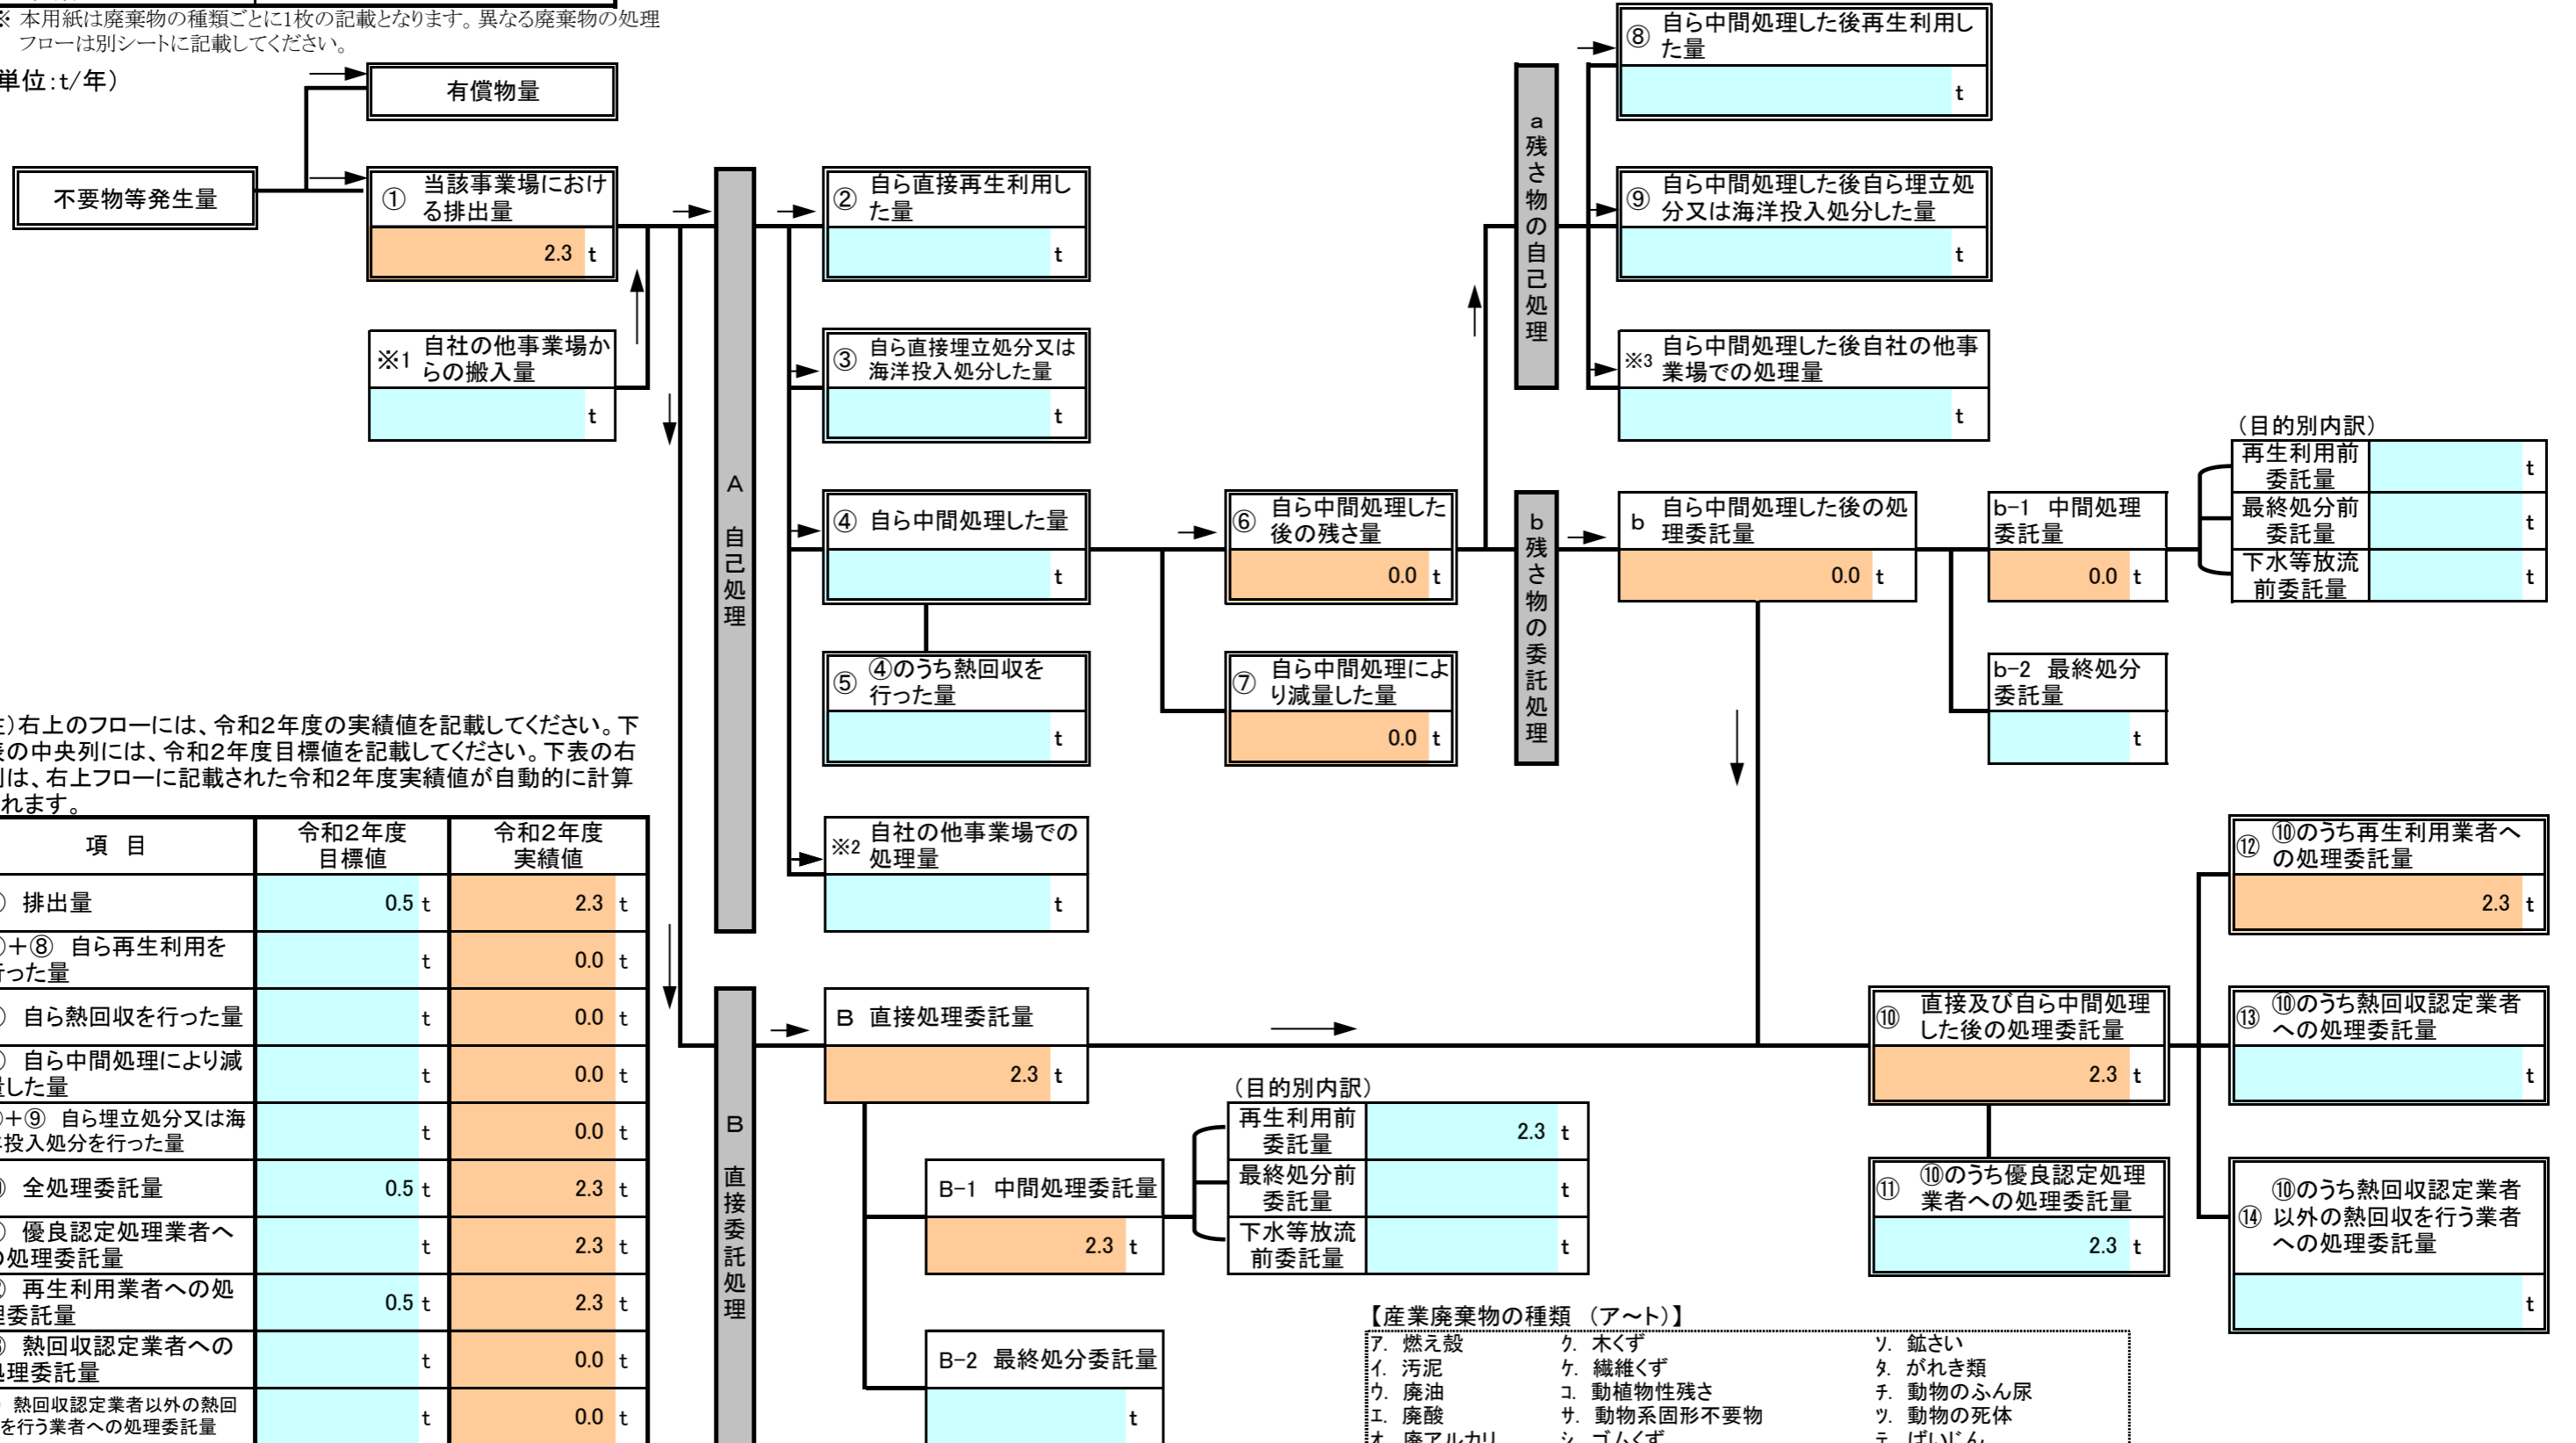 ※ 本用紙は廃棄物の種類ごとに1枚の記載となります。異なる廃棄物の処理
フローは別シートに記載してください。
単位:t/年)
有償物量
不要物等発生量
① 当該事業場におけ
る排出量
2.3 t
※1 自社の他事業場か
らの搬入量
t
A 自己処理
② 自ら直接再生利用し
た量
t
③ 自ら直接埋立処分又は
海洋投入処分した量
t
④ 自ら中間処理した量
t
⑤ ④のうち熱回収を
行った量
t
※2 自社の他事業場での
処理量
t
⑥ 自ら中間処理した
後の残さ量
0.0 t
⑦ 自ら中間処理によ
り減量した量
0.0 t
a残さ物の自己処理
⑧ 自ら中間処理した後再生利用し
た量
t
⑨ 自ら中間処理した後自ら埋立処
分又は海洋投入処分した量
t
※3 自ら中間処理した後自社の他事
業場での処理量
t
b残さ物の委託処理
b 自ら中間処理した後の処
理委託量
0.0 t
b-1 中間処理
委託量
0.0 t
b-2 最終処分
委託量
t
(目的別内訳)
再生利用前
委託量 t
最終処分前
委託量 t
下水等放流
前委託量 t
)右上のフローには、令和2年度の実績値を記載してください。下
の中央列には、令和2年度目標値を記載してください。下表の右
は、右上フローに記載された令和2年度実績値が自動的に計算
れます。
項 目 令和2年度
目標値 令和2年度
実績値
排出量 0.5 t 2.3 t
+⑧ 自ら再生利用を
った量 t 0.0 t
自ら熱回収を行った量 t 0.0 t
自ら中間処理により減
した量 t 0.0 t
+⑨ 自ら埋立処分又は海
投入処分を行った量 t 0.0 t
全処理委託量 0.5 t 2.3 t
優良認定処理業者へ
処理委託量 t 2.3 t
再生利用業者への処
委託量 0.5 t 2.3 t
熱回収認定業者への
理委託量 t 0.0 t
熱回収認定業者以外の熱回
を行う業者への処理委託量 t 0.0 t
B 直接委託処理
B 直接処理委託量
2.3 t
B-1 中間処理委託量
2.3 t
B-2 最終処分委託量
t
(目的別内訳)
再生利用前
委託量 2.3 t
最終処分前
委託量 t
下水等放流
前委託量 t
⑩ 直接及び自ら中間処理
した後の処理委託量
2.3 t
⑪ ⑩のうち優良認定処理
業者への処理委託量
2.3 t
⑫ ⑩のうち再生利用業者へ
の処理委託量
2.3 t
⑬ ⑩のうち熱回収認定業者
への処理委託量
t
⑭ ⑩のうち熱回収認定業者
以外の熱回収を行う業者
への処理委託量
t
【産業廃棄物の種類 (ア~ト)】
ア. 燃え殻 ク. 木くず ソ. 鉱さい
イ. 汚泥 ケ. 繊維くず タ. がれき類
ウ. 廃油 コ. 動植物性残さ チ. 動物のふん尿
エ. 廃酸 サ. 動物系固形不要物 ツ. 動物の死体
オ. 廃アルカリ シ. ゴムくず テ. ばいじん